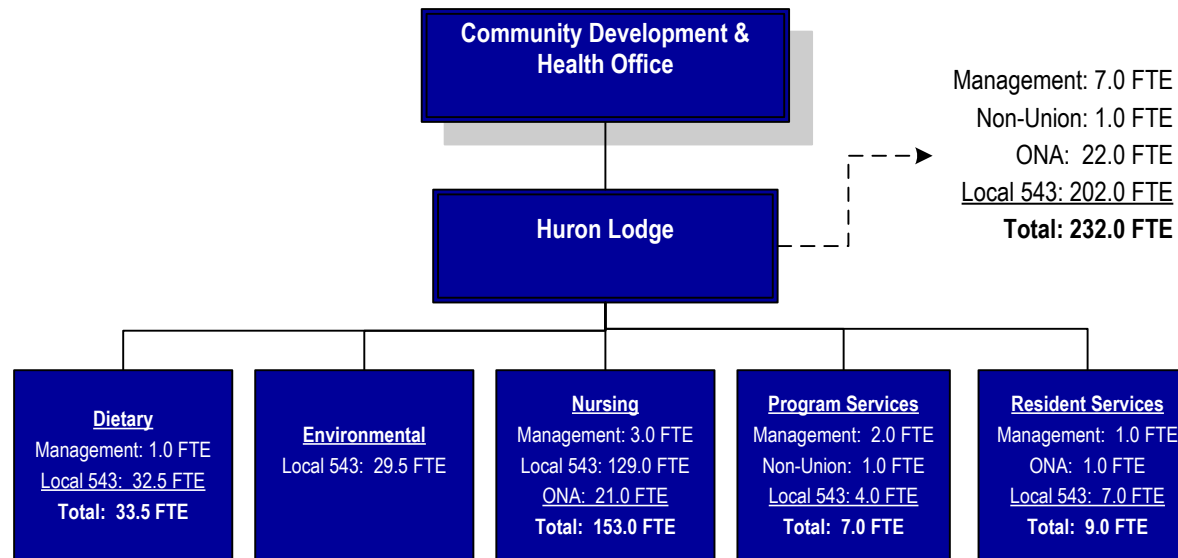 Community Development &
Health Office
Management: 7.0 FTE
Non-Union: 1.0 FTE
ONA: 22.0 FTE
Local 543: 202.0 FTE
Total: 232.0 FTE
Huron Lodge
Dietary
Management: 1.0 FTE
Local 543: 32.5 FTE
Total: 33.5 FTE
Environmental
Local 543: 29.5 FTE
Nursing
Management: 3.0 FTE
Local 543: 129.0 FTE
ONA: 21.0 FTE
Total: 153.0 FTE
Program Services
Management: 2.0 FTE
Non-Union: 1.0 FTE
Local 543: 4.0 FTE
Total: 7.0 FTE
Resident Services
Management: 1.0 FTE
ONA: 1.0 FTE
Local 543: 7.0 FTE
Total: 9.0 FTE